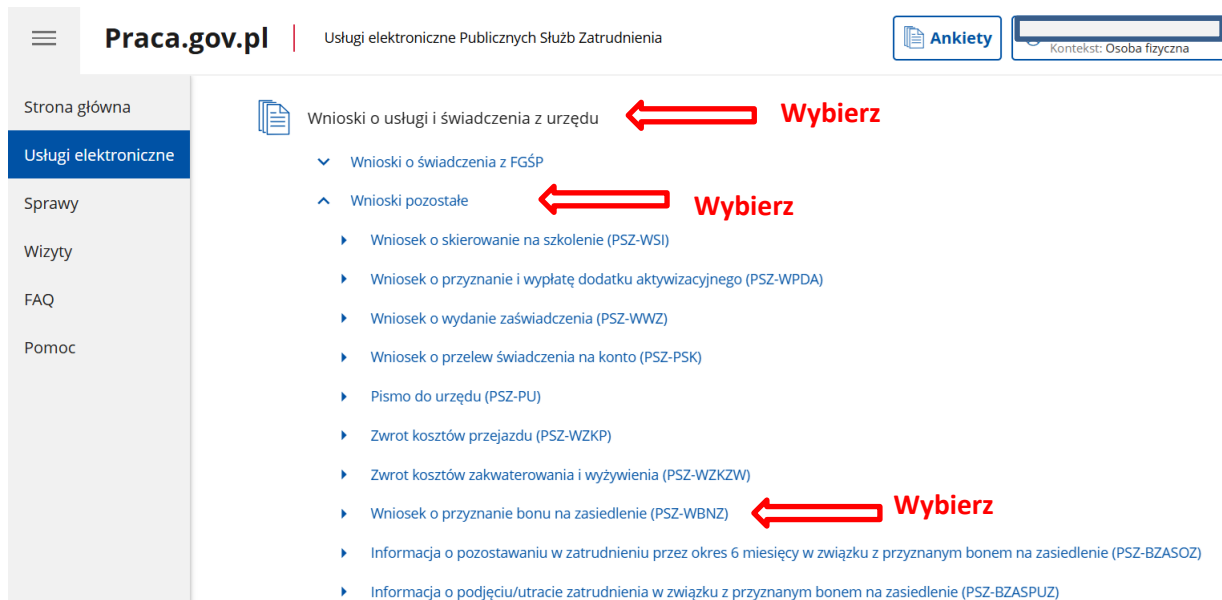 Praca.gov.pl
Usługi elektroniczne Publicznych Służb Zatrudnienia
Ankiety
Kontekst: Osoba fizyczna
Strona główna
Usługi elektroniczne
Sprawy
Wizyty
FAQ
Pomoc
Wnioski o usługi i świadczenia z urzędu
Wybierz
Wnioski o świadczenia z FGŚP
Wnioski pozostałe
Wybierz
Wniosek o skierowanie na szkolenie (PSZ-WSI)
Wniosek o przyznanie i wypłatę dodatku aktywizacyjnego (PSZ-WPDA)
Wniosek o wydanie zaświadczenia (PSZ-WWZ)
Wniosek o przelew świadczenia na konto (PSZ-PSK)
Pismo do urzędu (PSZ-PU)
Zwrot kosztów przejazdu (PSZ-WZKP)
Zwrot kosztów zakwaterowania i wyżywienia (PSZ-WZKZW)
Wniosek o przyznanie bonu na zasiedlenie (PSZ-WBNZ)
Wybierz
Informacja o pozostawaniu w zatrudnieniu przez okres 6 miesięcy w związku z przyznanym bonem na zasiedlenie (PSZ-BZASOZ)
Informacja o podjęciu/utracie zatrudnienia w związku z przyznanym bonem na zasiedlenie (PSZ-BZASPUZ)